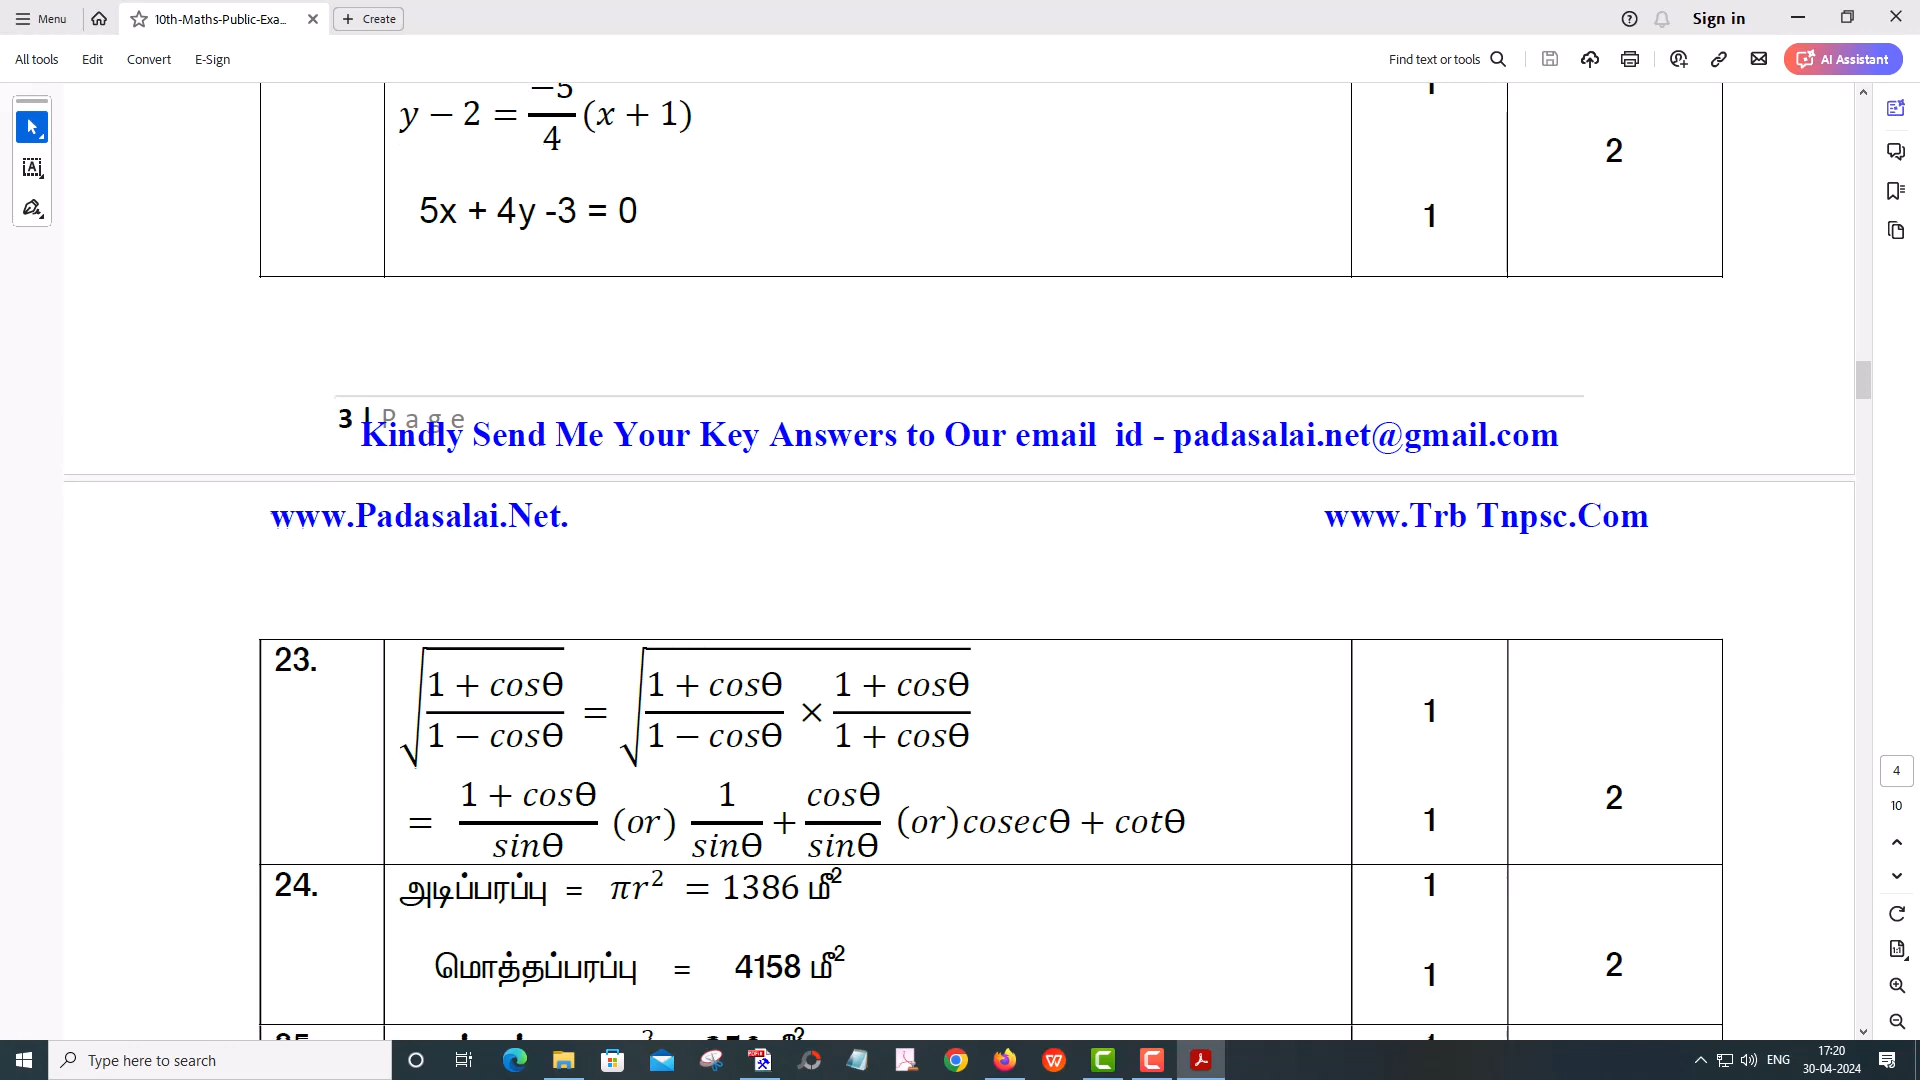 Menu 10th-Maths-Public-Exa... Create Sign in
All tools Edit Convert E-Sign Find text or tools AI Assistant
y − 2 = −5/4 (x + 1) 1 2
5x + 4y -3 = 0 1
3 | Page
Kindly Send Me Your Key Answers to Our email id - padasalai.net@gmail.com
www.Padasalai.Net. www.Trb Tnpsc.Com
23. √((1 + cosθ)/(1 − cosθ)) = √((1 + cosθ)/(1 − cosθ) × (1 + cosθ)/(1 + cosθ)) 1
= (1 + cosθ)/sinθ (or) 1/sinθ + cosθ/sinθ (or) cosecθ + cotθ 1 2
24. அடிப்பரப்பு = πr² = 1386 மீ² 1
மொத்தப்பரப்பு = 4158 மீ² 1 2
4
10
Type here to search ENG 17:20
30-04-2024